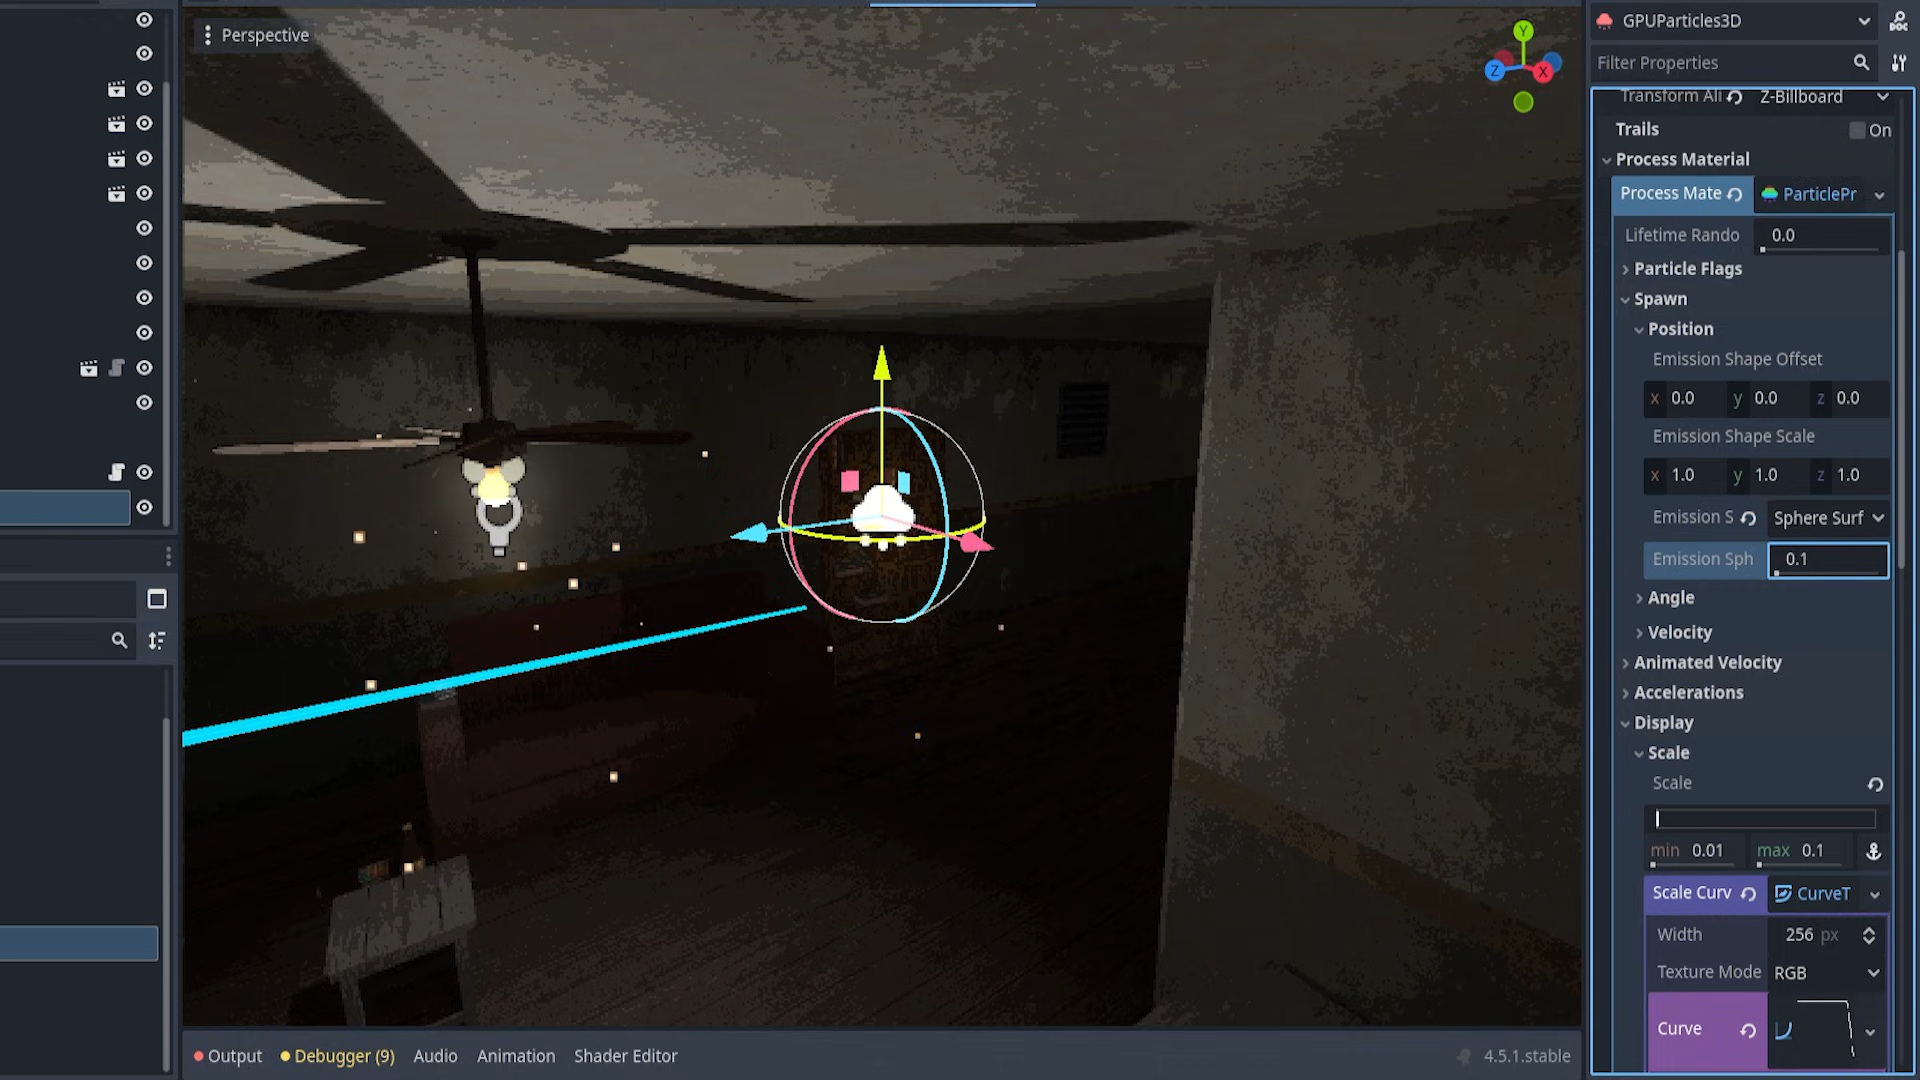 Perspective
Y
Z
X
GPUParticles3D
DOC
Filter Properties
Transform Ali
Z-Billboard
Trails
On
Process Material
Process Mate
ParticlePr
Lifetime Rando
0.0
Particle Flags
Spawn
Position
Emission Shape Offset
x 0.0 y 0.0 z 0.0
Emission Shape Scale
x 1.0 y 1.0 z 1.0
Emission S
Sphere Surf
Emission Sph
0.1
Angle
Velocity
Animated Velocity
Accelerations
Display
Scale
Scale
min 0.01 max 0.1
Scale Curv
CurveT
Width
256 px
Texture Mode
RGB
Curve
Output
Debugger (9)
Audio
Animation
Shader Editor
4.5.1.stable